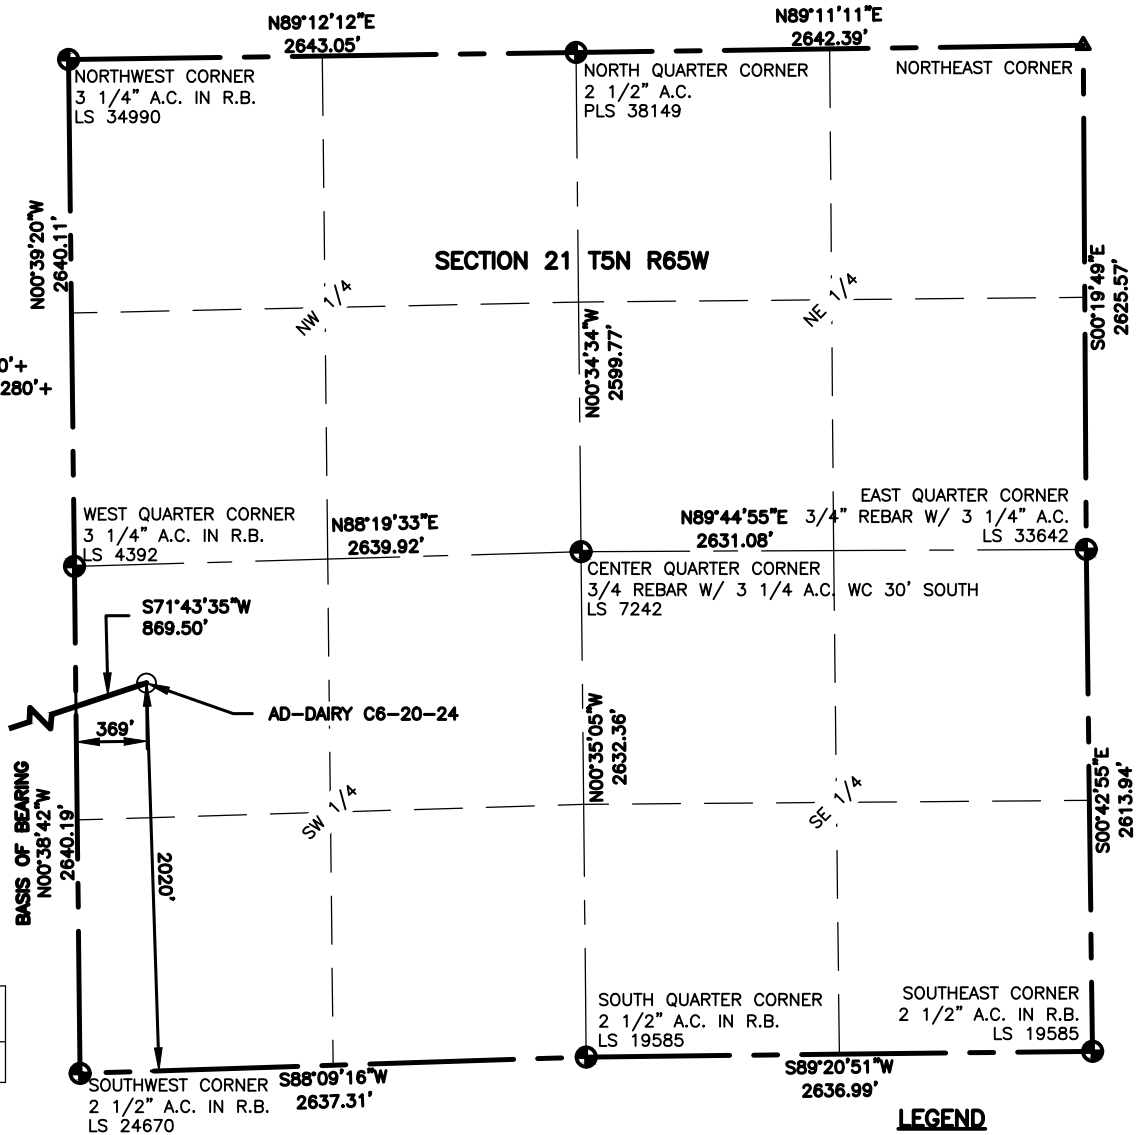 N89°12'12"E
2643.05'
N89°11'11"E
2642.39'
NORTHWEST CORNER
3 1/4" A.C. IN R.B.
LS 34990
NORTH QUARTER CORNER
2 1/2" A.C.
PLS 38149
NORTHEAST CORNER
N00°39'20"W
2640.11'
SECTION 21 T5N R65W
NW 1/4
NE 1/4
S00°19'49"E
2625.57'
N00°34'34"W
2599.77'
0'+
280'+
WEST QUARTER CORNER
3 1/4" A.C. IN R.B.
LS 4392
N88°19'33"E
2639.92'
N89°44'55"E
2631.08'
EAST QUARTER CORNER
3/4" REBAR W/ 3 1/4" A.C.
LS 33642
CENTER QUARTER CORNER
3/4 REBAR W/ 3 1/4 A.C. WC 30' SOUTH
LS 7242
S71°43'35"W
869.50'
AD-DAIRY C6-20-24
369'
BASIS OF BEARING
N00°38'42"W
2640.19'
2020'
SW 1/4
N00°35'05"W
2632.36'
SE 1/4
S00°42'55"E
2613.94'
SOUTH QUARTER CORNER
2 1/2" A.C. IN R.B.
LS 19585
SOUTHEAST CORNER
2 1/2" A.C. IN R.B.
LS 19585
SOUTHWEST CORNER
2 1/2" A.C. IN R.B.
LS 24670
S88°09'16"W
2637.31'
S89°20'51"W
2636.99'
LEGEND